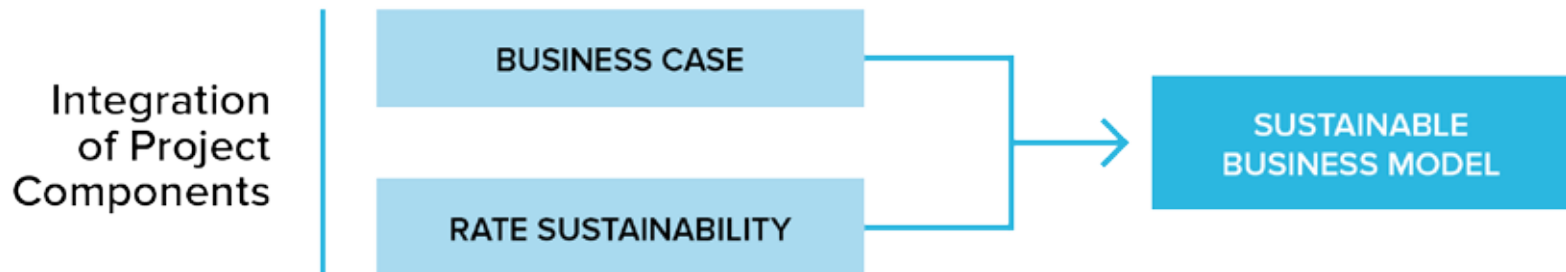 Integration
of Project
Components
BUSINESS CASE
RATE SUSTAINABILITY
SUSTAINABLE
BUSINESS MODEL